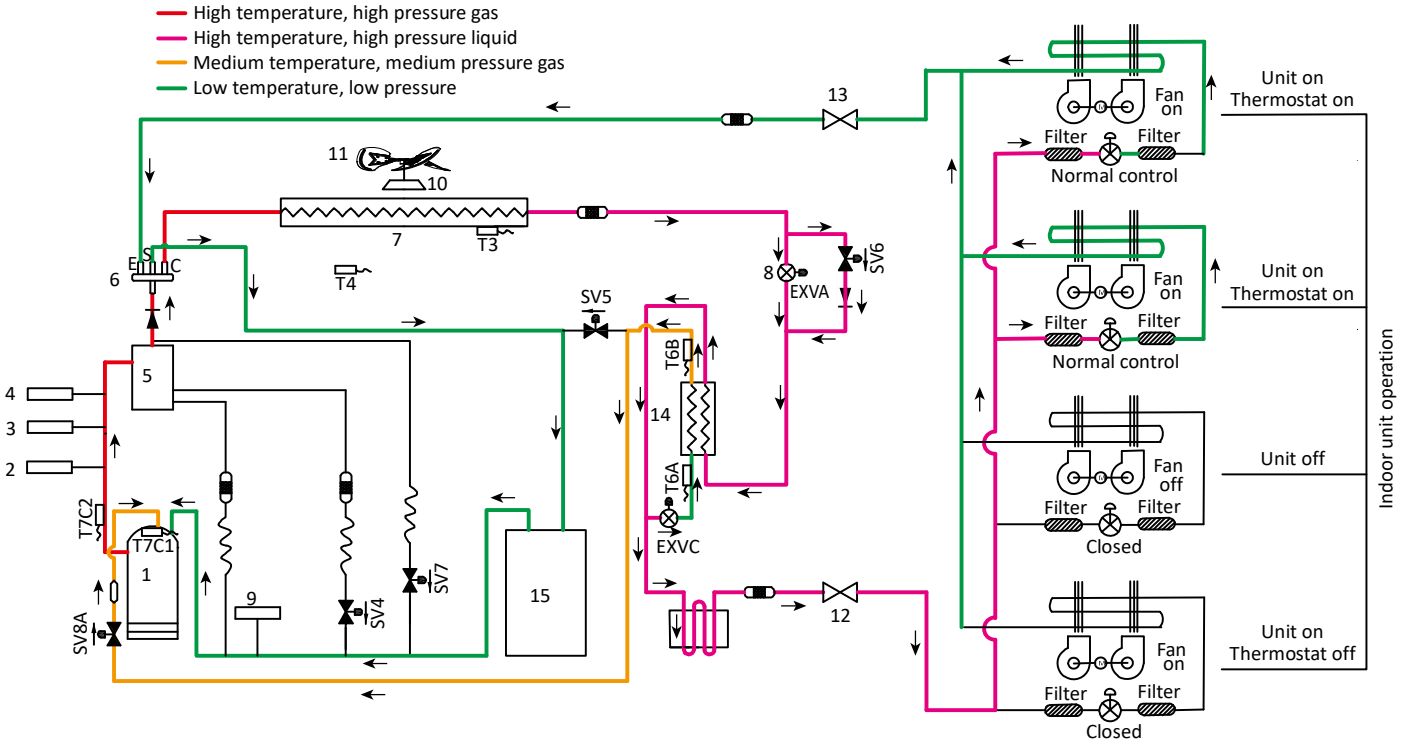 High temperature, high pressure gas
High temperature, high pressure liquid
Medium temperature, medium pressure gas
Low temperature, low pressure
13
Fan
on
Unit on
Thermostat on
Filter
Filter
Normal control
11
10
7
T3
T4
E
S
C
6
8
EXVA
SV6
SV5
Fan
on
Unit on
Thermostat on
Filter
Filter
Normal control
T6B
5
4
3
2
14
T6A
EXVC
Fan
off
Unit off
Filter
Filter
Closed
Indoor unit operation
T7C2
T7C1
1
SV8A
9
SV4
SV7
15
12
Fan
on
Unit on
Thermostat off
Filter
Filter
Closed